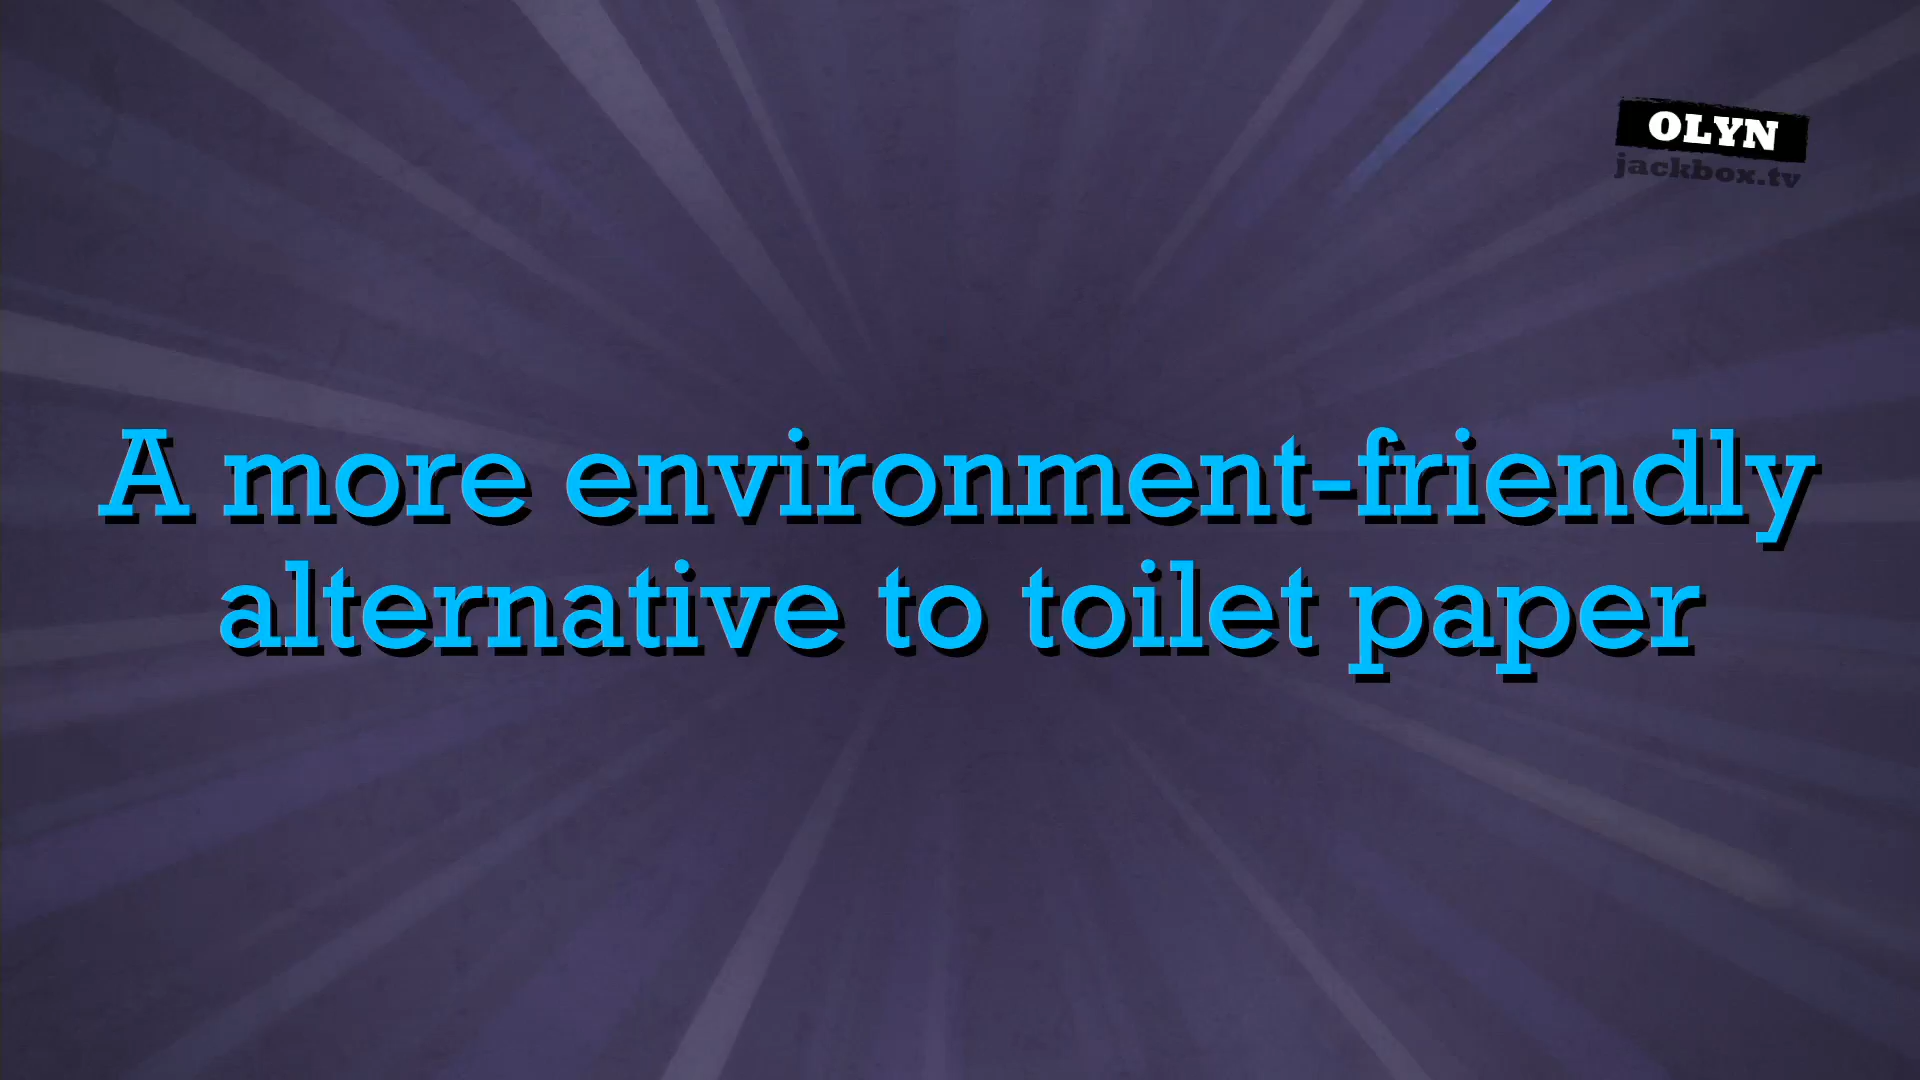 OLYN
jackbox.tv
A more environment-friendly
alternative to toilet paper